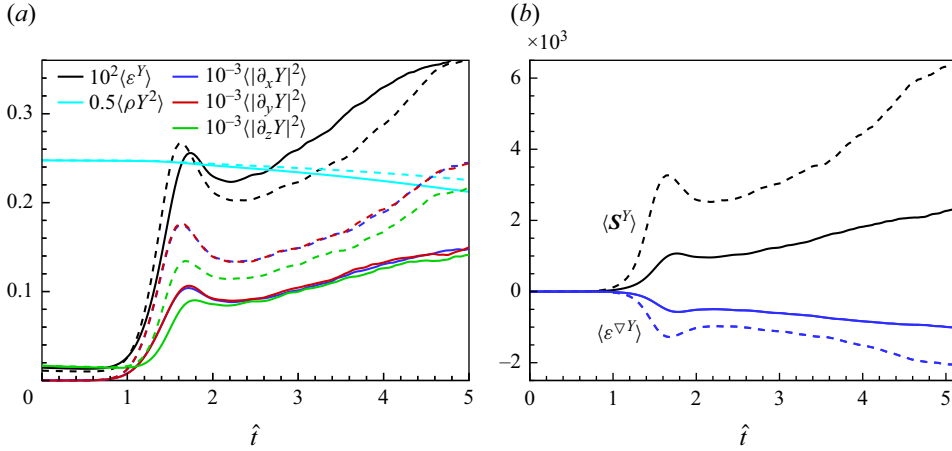 (a)
10²⟨ε^Y⟩
0.5⟨ρY²⟩
10⁻³⟨|∂ₓY|²⟩
10⁻³⟨|∂_yY|²⟩
10⁻³⟨|∂_zY|²⟩
0.3
0.2
0.1
0 1 2 3 4 5
t̂
(b)
×10³
6
4
2
0
−2
⟨S^Y⟩
⟨ε^∇Y⟩
0 1 2 3 4 5
t̂